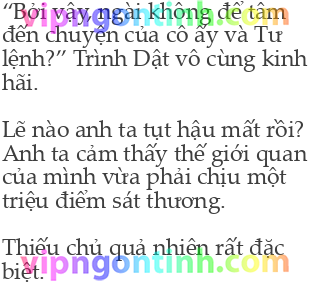 vipngontinh.com
“Bởi vậy, ngài không để tâm
đến chuyện của cô ấy và Tư
lệnh?” Trình Dật vô cùng kinh
hãi.
Lẽ nào anh ta tụt hậu mất rồi?
Anh ta cảm thấy thế giới quan
của mình vừa phải chịu một
triệu điểm sát thương.
Thiếu chủ quả nhiên rất đặc
vipngontinh.com
biệt.